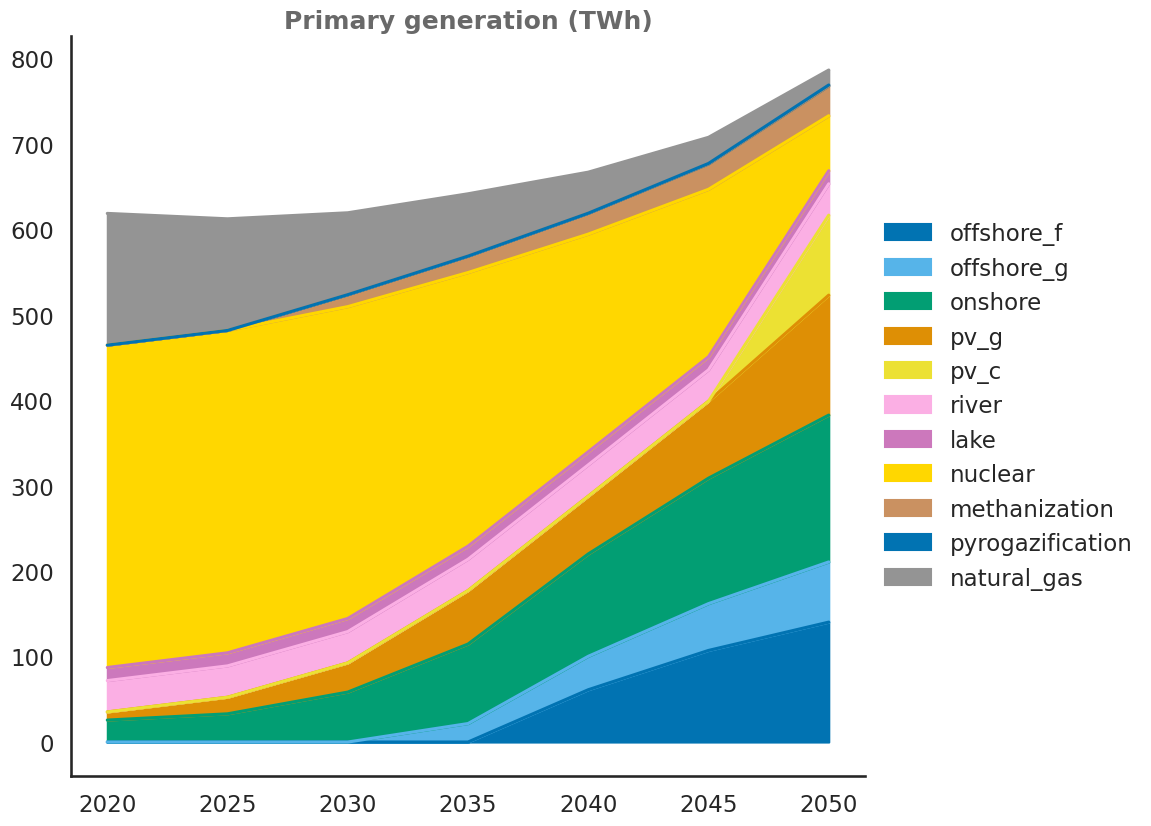 Primary generation (TWh)
800
700
600
500
400
300
200
100
0
2020 2025 2030 2035 2040 2045 2050
offshore_f
offshore_g
onshore
pv_g
pv_c
river
lake
nuclear
methanization
pyrogazification
natural_gas